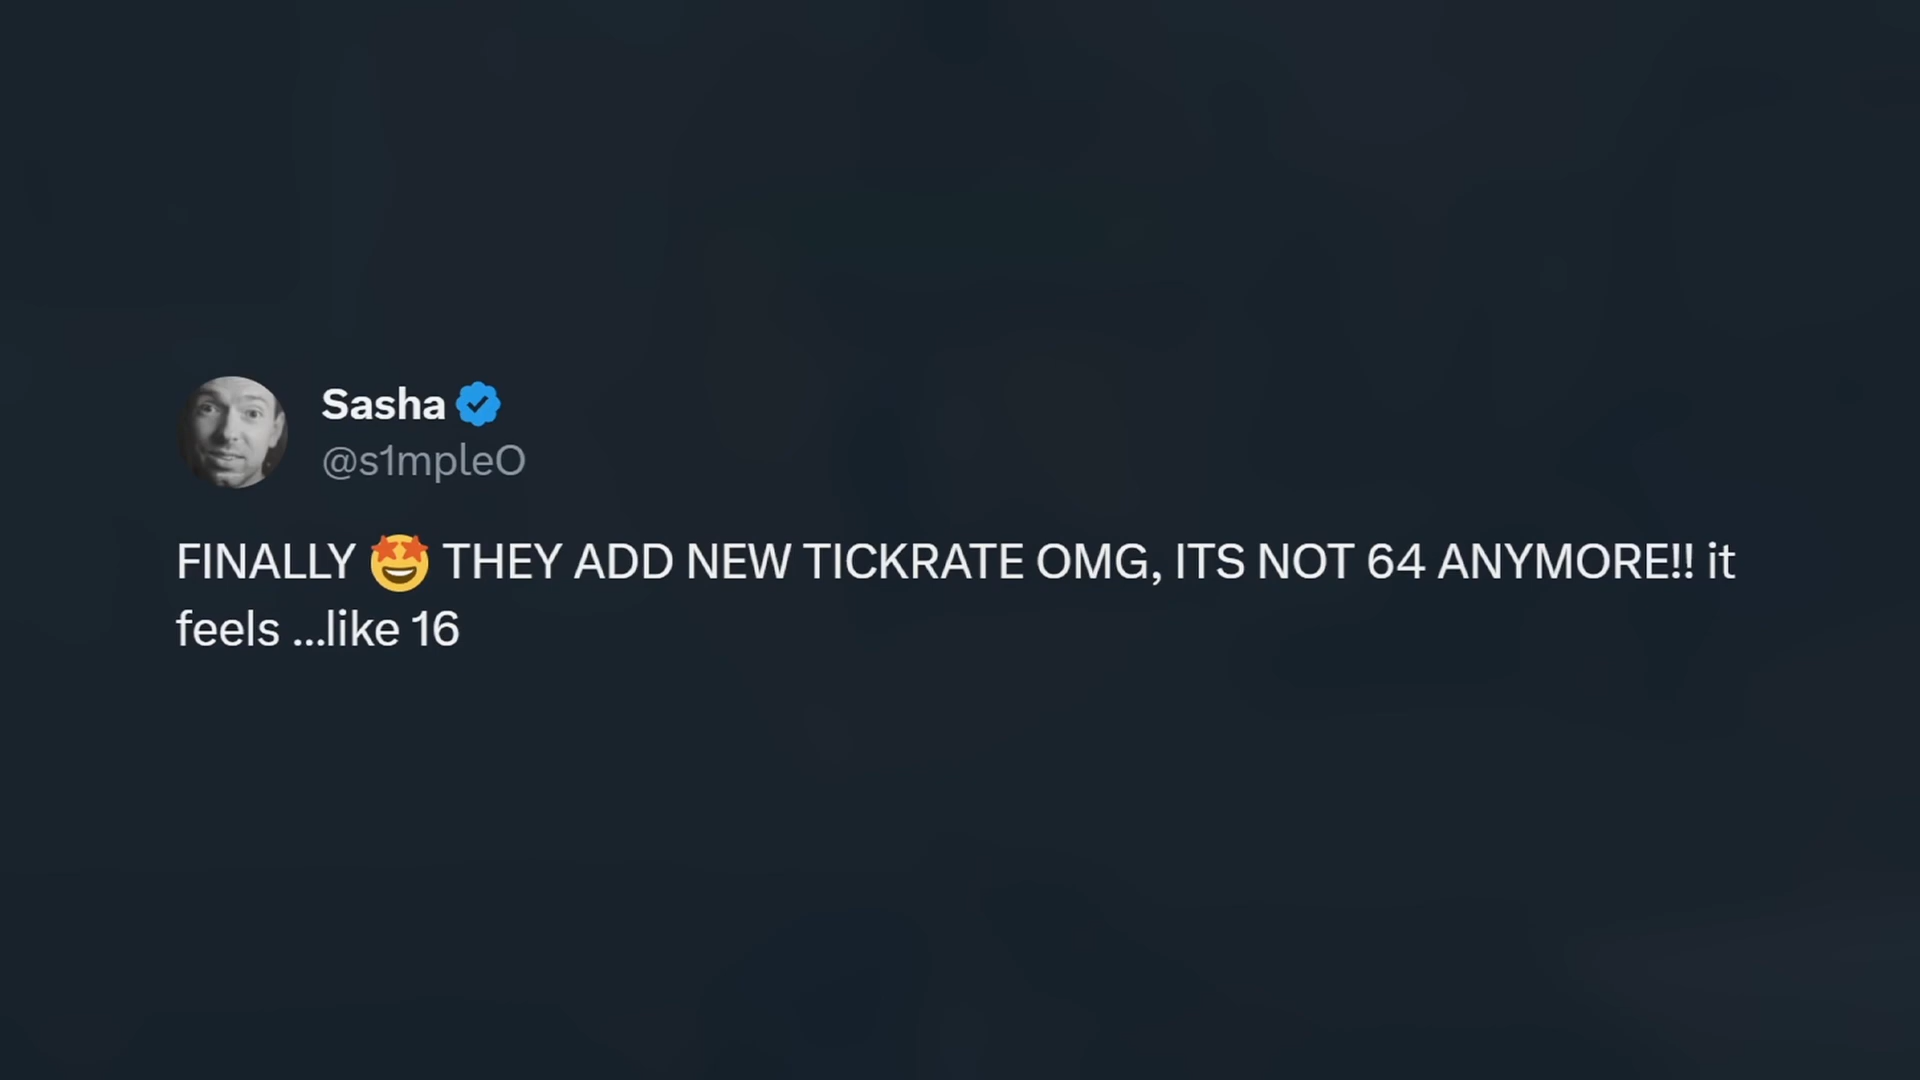 Sasha
@s1mpleO
FINALLY 🤩 THEY ADD NEW TICKRATE OMG, ITS NOT 64 ANYMORE!! it
feels ...like 16